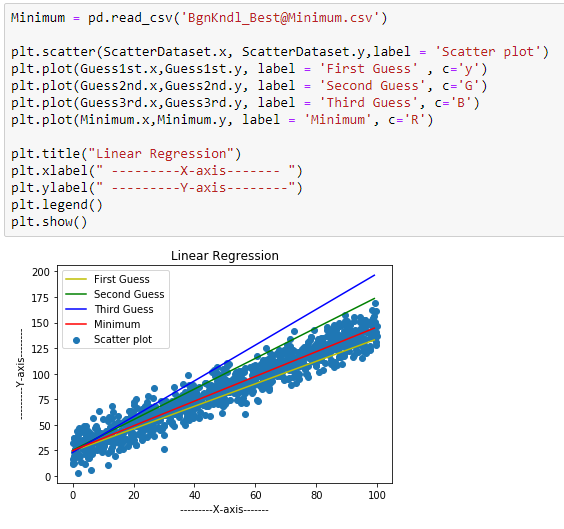 Minimum = pd.read_csv('BgnKndl_Best@Minimum.csv')
plt.scatter(ScatterDataset.x, ScatterDataset.y,label = 'Scatter plot')
plt.plot(Guess1st.x,Guess1st.y, label = 'First Guess' , c='y')
plt.plot(Guess2nd.x,Guess2nd.y, label = 'Second Guess', c='G')
plt.plot(Guess3rd.x,Guess3rd.y, label = 'Third Guess', c='B')
plt.plot(Minimum.x,Minimum.y, label = 'Minimum', c='R')
plt.title("Linear Regression")
plt.xlabel(" ---------X-axis------- ")
plt.ylabel(" ---------Y-axis--------")
plt.legend()
plt.show()
Linear Regression
200
175
150
125
100
75
50
25
0
---------Y-axis--------
First Guess
Second Guess
Third Guess
Minimum
Scatter plot
0 20 40 60 80 100
---------X-axis-------